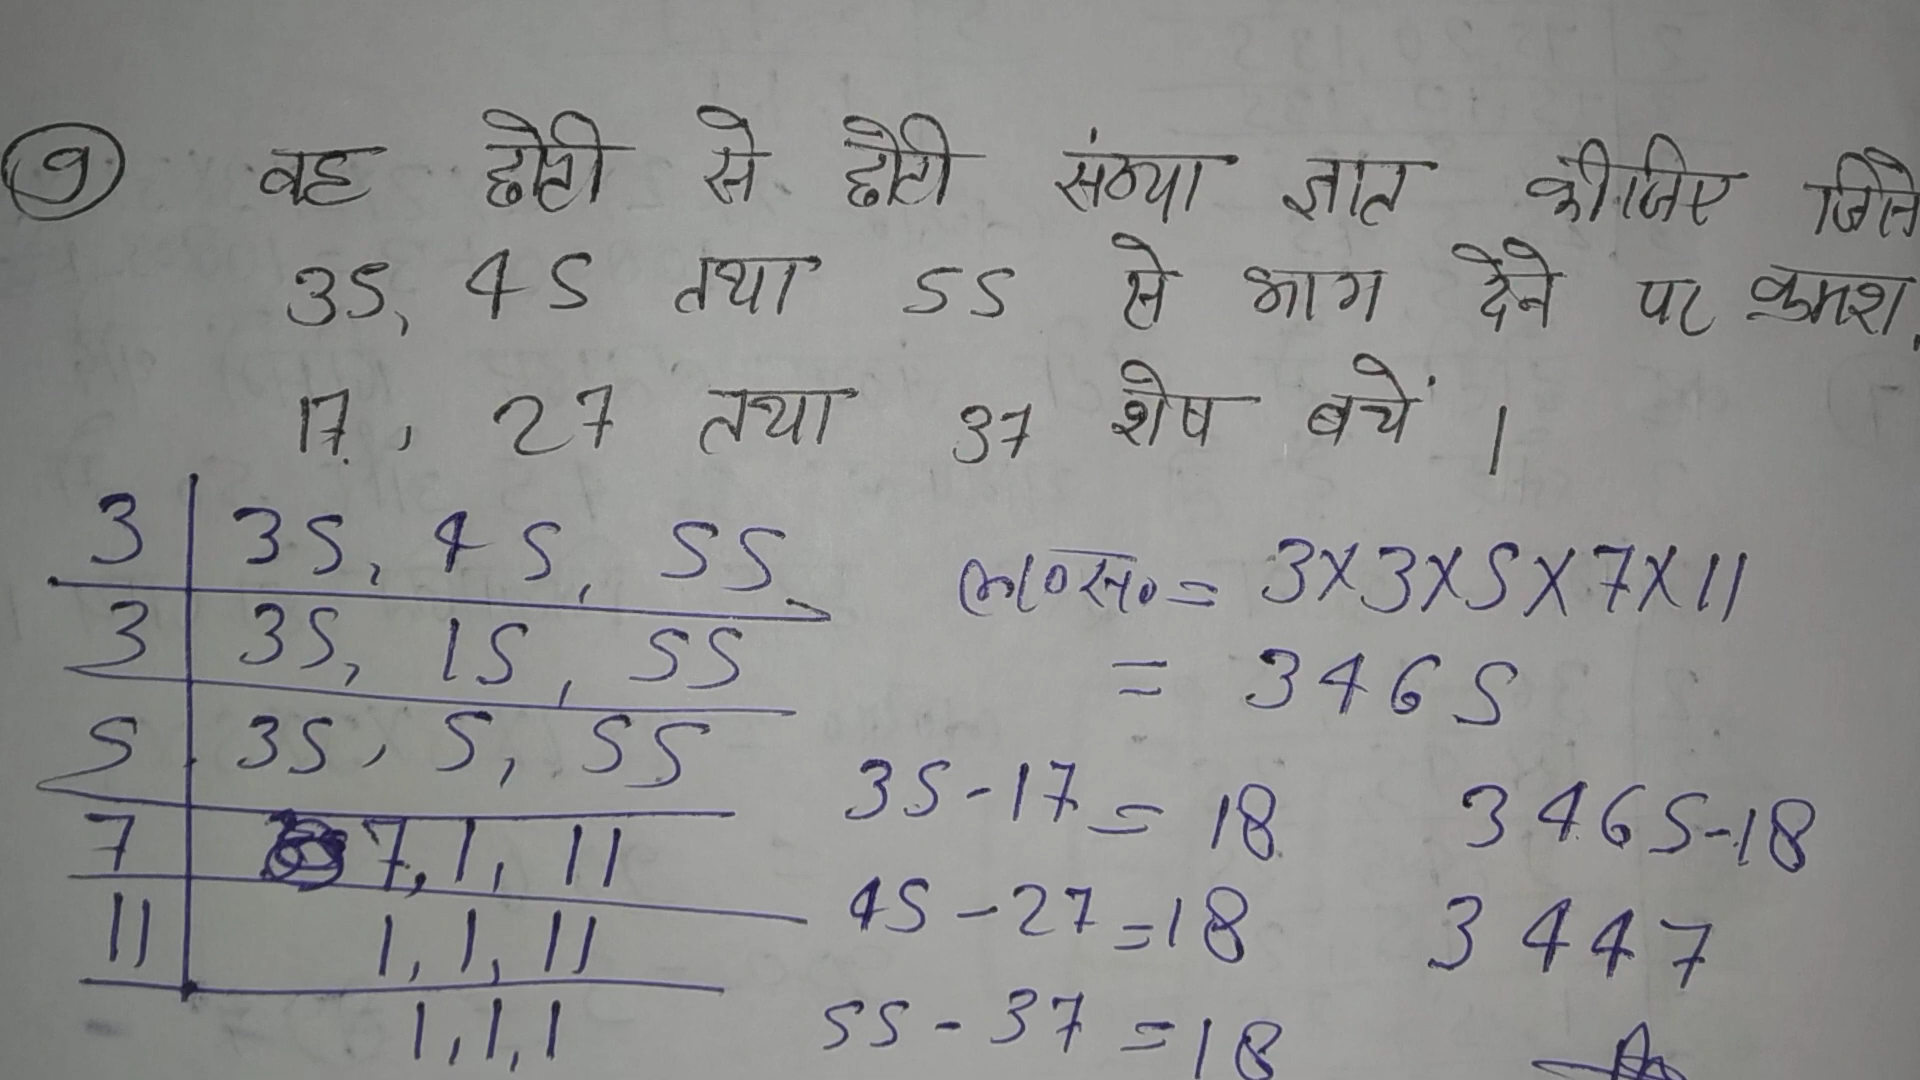 9 वह छोटी से छोटी संख्या ज्ञात कीजिए जिसे
35, 45 तथा 55 से भाग देने पर क्रमश.
17, 27 तथा 37 शेष बचें ।
3 | 35, 45, 55
3 | 35, 15, 55
5 | 35, 5, 55
7 | 7, 1, 11
11 | 1, 1, 11
1, 1, 1
ल०स० = 3×3×5×7×11
= 3465
35-17 = 18
45-27 = 18
55-37 = 18
3465-18
3447